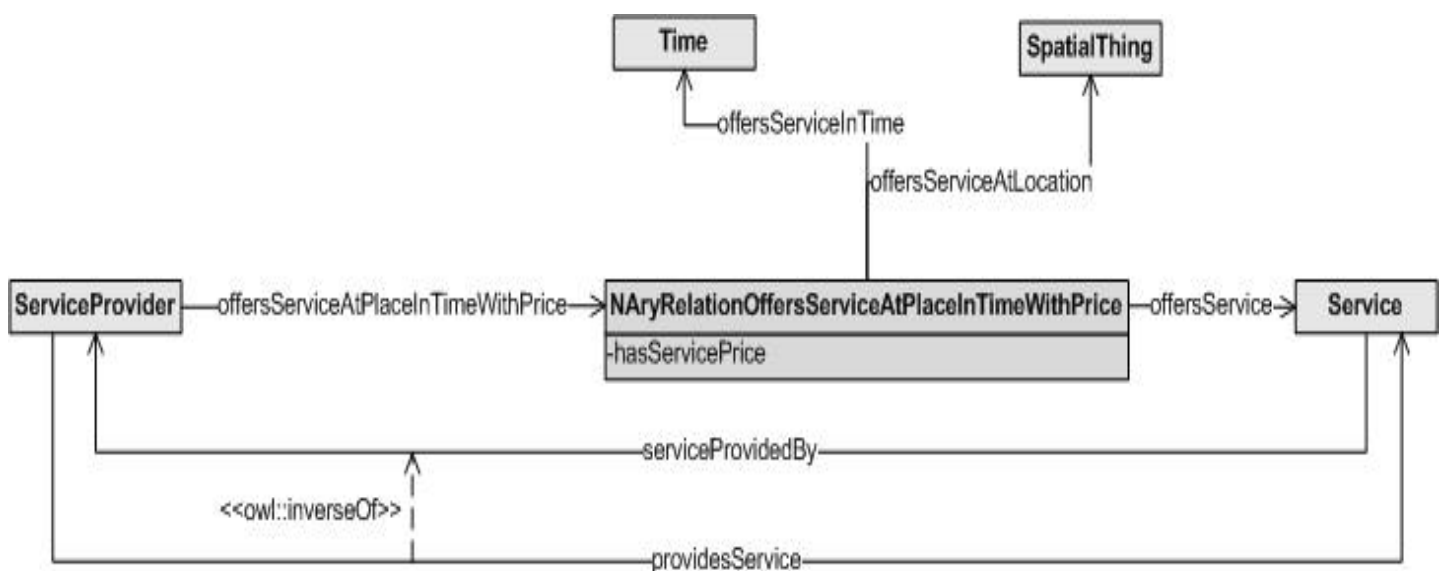 Time
SpatialThing
offersServiceInTime
offersServiceAtLocation
ServiceProvider
offersServiceAtPlaceInTimeWithPrice
NAryRelationOffersServiceAtPlaceInTimeWithPrice
offersService
Service
-hasServicePrice
serviceProvidedBy
<<owl::inverseOf>>
providesService